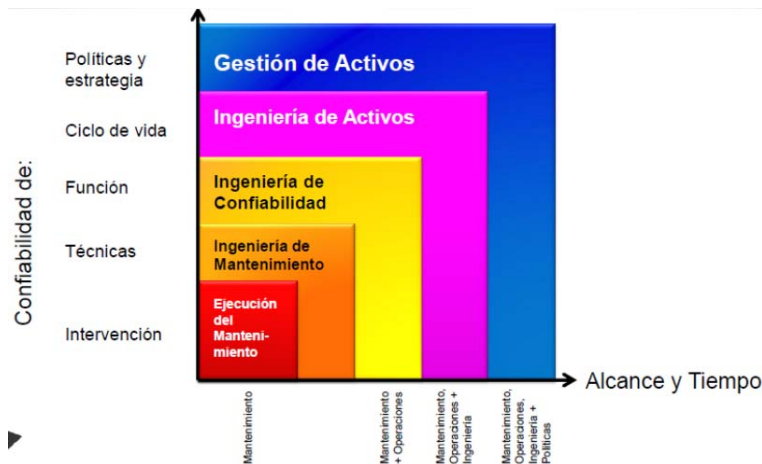 Políticas y
estrategia
Gestión de Activos
Ciclo de vida
Ingeniería de Activos
Función
Ingeniería de
Confiabilidad
Técnicas
Ingeniería de
Mantenimiento
Intervención
Ejecución
del
Manteni-
miento
Confiabilidad de:
Alcance y Tiempo
Mantenimiento
Mantenimiento
+ Operaciones
Mantenimiento,
Operaciones +
Ingeniería
Mantenimiento,
Operaciones,
Ingeniería +
Políticas